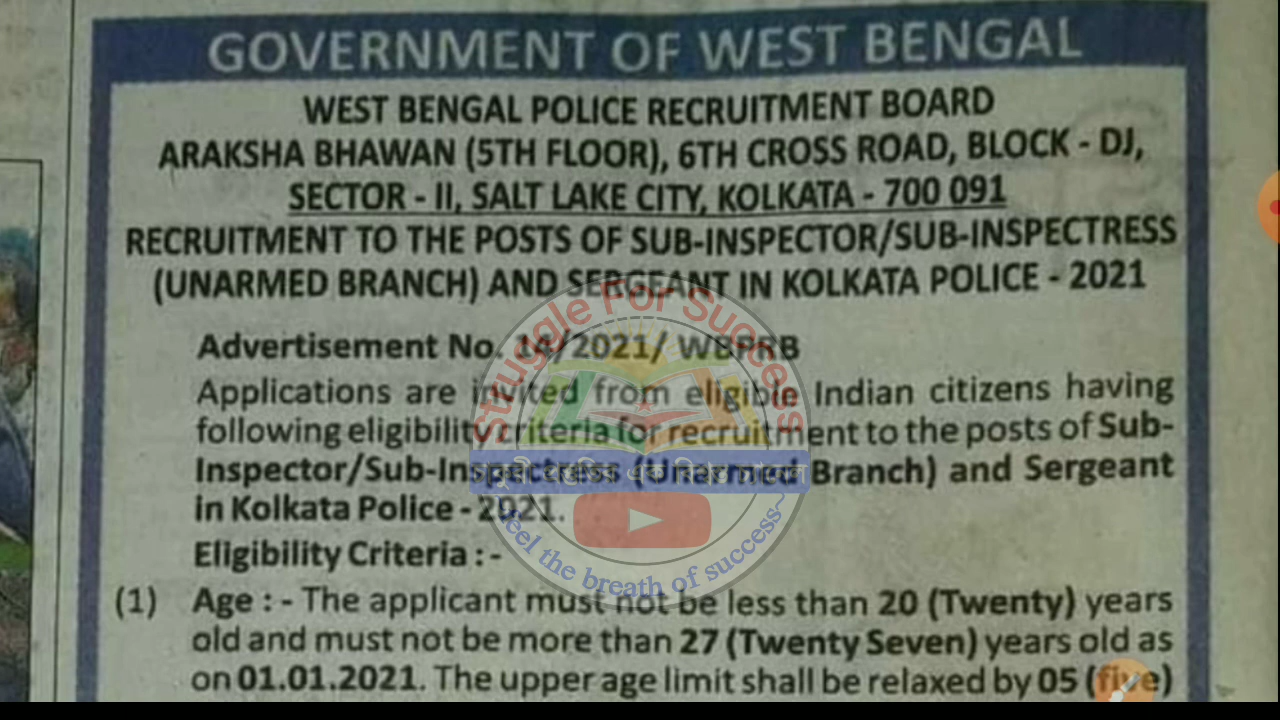 GOVERNMENT OF WEST BENGAL
WEST BENGAL POLICE RECRUITMENT BOARD
ARAKSHA BHAWAN (5TH FLOOR), 6TH CROSS ROAD, BLOCK - DJ,
SECTOR - II, SALT LAKE CITY, KOLKATA - 700 091
RECRUITMENT TO THE POSTS OF SUB-INSPECTOR/SUB-INSPECTRESS
(UNARMED BRANCH) AND SERGEANT IN KOLKATA POLICE - 2021
Advertisement No. 14/2021/ WBPRB
Applications are invited from eligible Indian citizens having
following eligibility criteria for recruitment to the posts of Sub-
Inspector/Sub-Inspectress (Unarmed Branch) and Sergeant
in Kolkata Police - 2021.
Eligibility Criteria : -
(1) Age : - The applicant must not be less than 20 (Twenty) years
old and must not be more than 27 (Twenty Seven) years old as
on 01.01.2021. The upper age limit shall be relaxed by 05 (five)
Struggle For Success
feel the breath of success